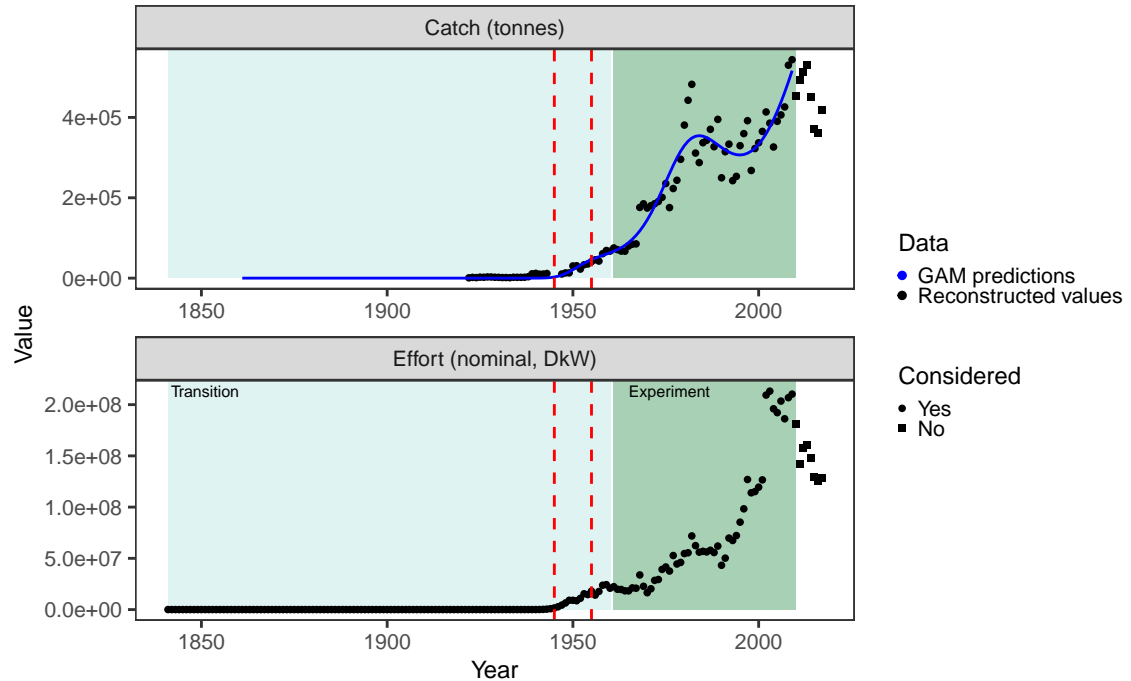 Catch (tonnes)
4e+05
2e+05
0e+00
1850 1900 1950 2000
Value
Effort (nominal, DkW)
Transition Experiment
2.0e+08
1.5e+08
1.0e+08
5.0e+07
0.0e+00
1850 1900 1950 2000
Year
Data
GAM predictions
Reconstructed values
Considered
Yes
No